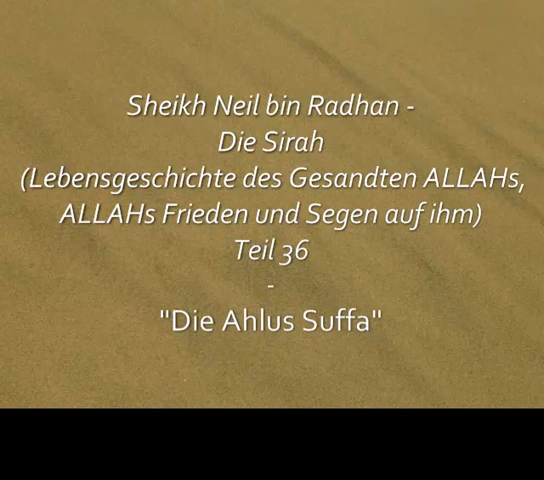 Sheikh Neil bin Radhan -
Die Sirah
(Lebensgeschichte des Gesandten ALLAHs,
ALLAHs Frieden und Segen auf ihm)
Teil 36
-
"Die Ahlus Suffa"